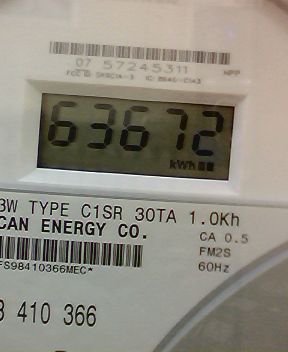 07 57245311
63672
kWh
3W TYPE C1SR 30TA 1.0Kh
CAN ENERGY CO.
CA 0.5
FM2S
60Hz
FS98410366MEC*
3 410 366